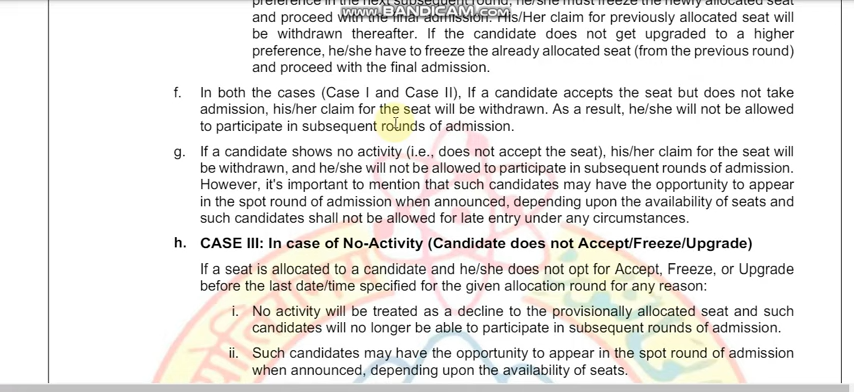 preference in the next subsequent round, he/she must freeze the newly allocated seat
and proceed with the final admission. His/Her claim for previously allocated seat will
www.BANDICAM.com
be withdrawn thereafter. If the candidate does not get upgraded to a higher
preference, he/she have to freeze the already allocated seat (from the previous round)
and proceed with the final admission.
f. In both the cases (Case I and Case II), If a candidate accepts the seat but does not take
admission, his/her claim for the seat will be withdrawn. As a result, he/she will not be allowed
to participate in subsequent rounds of admission.
g. If a candidate shows no activity (i.e., does not accept the seat), his/her claim for the seat will
be withdrawn, and he/she will not be allowed to participate in subsequent rounds of admission.
However, it's important to mention that such candidates may have the opportunity to appear
in the spot round of admission when announced, depending upon the availability of seats and
such candidates shall not be allowed for late entry under any circumstances.
h. CASE III: In case of No-Activity (Candidate does not Accept/Freeze/Upgrade)
If a seat is allocated to a candidate and he/she does not opt for Accept, Freeze, or Upgrade
before the last date/time specified for the given allocation round for any reason:
i. No activity will be treated as a decline to the provisionally allocated seat and such
candidates will no longer be able to participate in subsequent rounds of admission.
ii. Such candidates may have the opportunity to appear in the spot round of admission
when announced, depending upon the availability of seats.